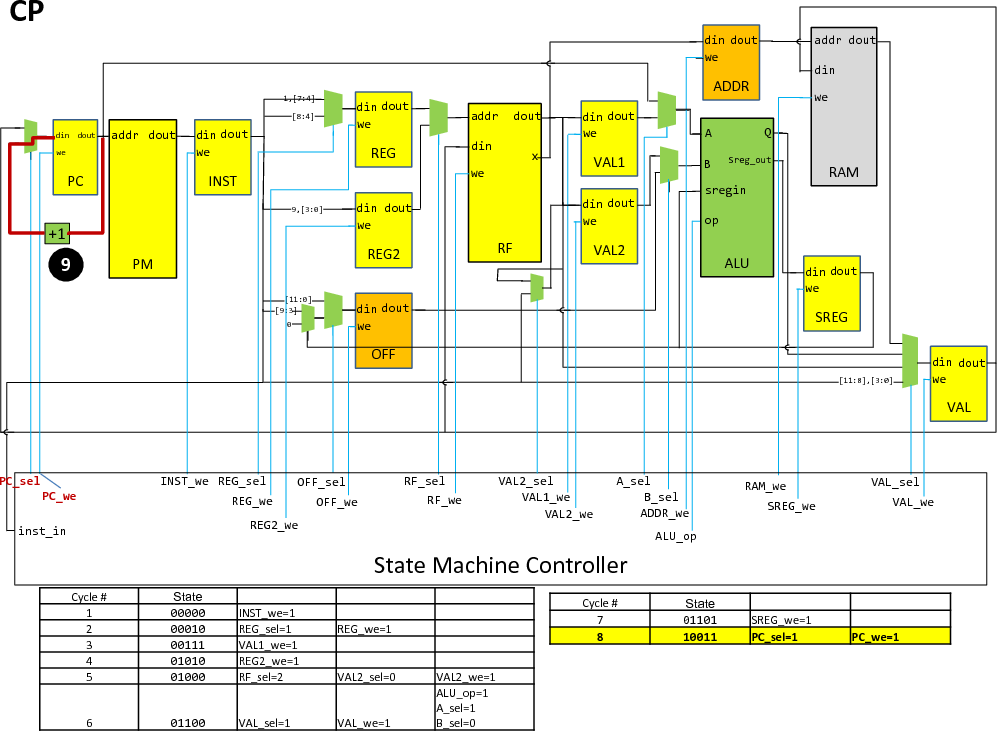 CP
din dout
we
ADDR
addr dout
din
we
RAM
din dout
we
PC
addr dout
PM
din dout
we
INST
1,[7:4]
[8:4]
din dout
we
REG
9,[3:0]
din dout
we
REG2
addr dout
din
we
x
RF
din dout
we
VAL1
din dout
we
VAL2
A
Q
B
Sreg_out
sregin
op
ALU
+1
9
[11:0]
[9:3]
0
din dout
we
OFF
din dout
we
SREG
[11:8],[3:0]
din dout
we
VAL
PC_sel
PC_we
INST_we
REG_sel
REG_we
REG2_we
OFF_sel
OFF_we
RF_sel
RF_we
VAL2_sel
VAL1_we
VAL2_we
A_sel
B_sel
ADDR_we
ALU_op
RAM_we
SREG_we
VAL_sel
VAL_we
inst_in
State Machine Controller
Cycle # State
1 00000 INST_we=1
2 00010 REG_sel=1 REG_we=1
3 00111 VAL1_we=1
4 01010 REG2_we=1
5 01000 RF_sel=2 VAL2_sel=0 VAL2_we=1
ALU_op=1
A_sel=1
6 01100 VAL_sel=1 VAL_we=1 B_sel=0
Cycle # State
7 01101 SREG_we=1
8 10011 PC_sel=1 PC_we=1